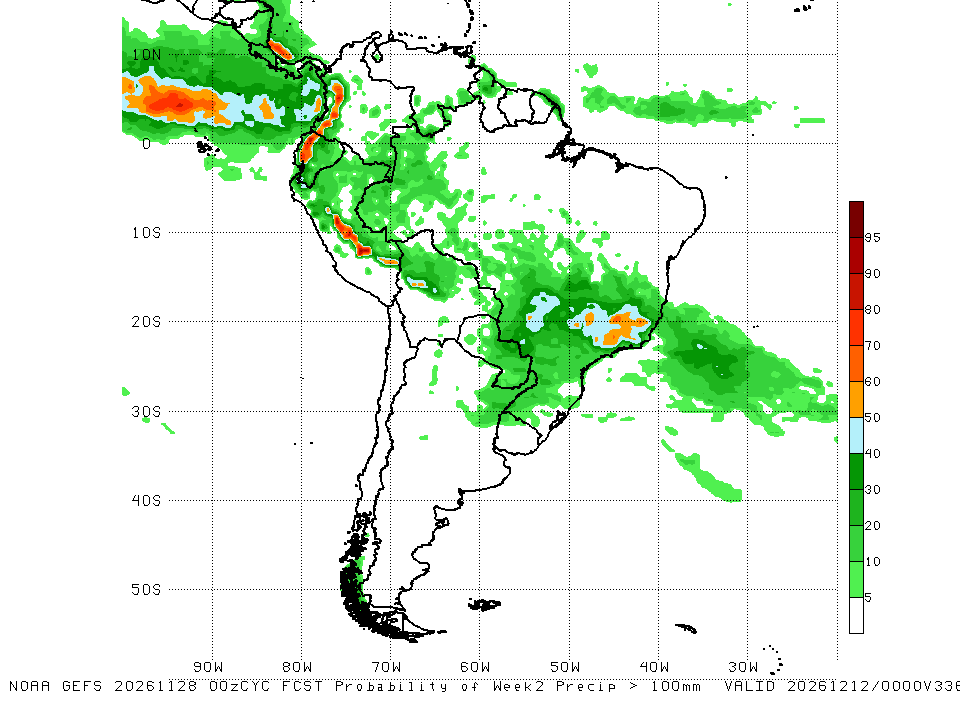 10N
0
10S
20S
30S
40S
50S
95
90
80
70
60
50
40
30
20
10
5
90W 80W 70W 60W 50W 40W 30W
NOAA GEFS 20261128 00zCYC FCST Probability of Week2 Precip > 100mm VALID 20261212/0000V336